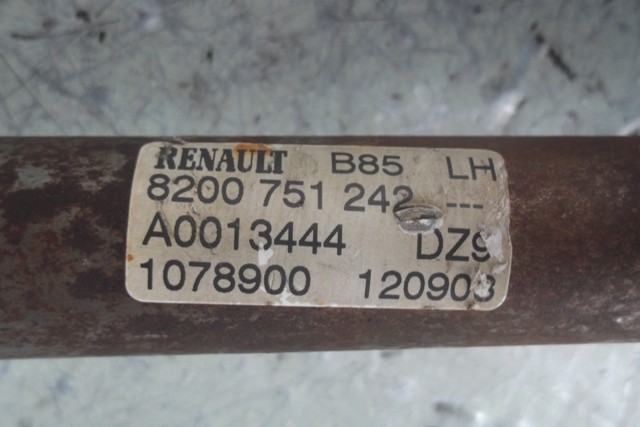 RENAULT B85 LH
8200 751 242 ---
A0013444 DZ9
1078900 120903